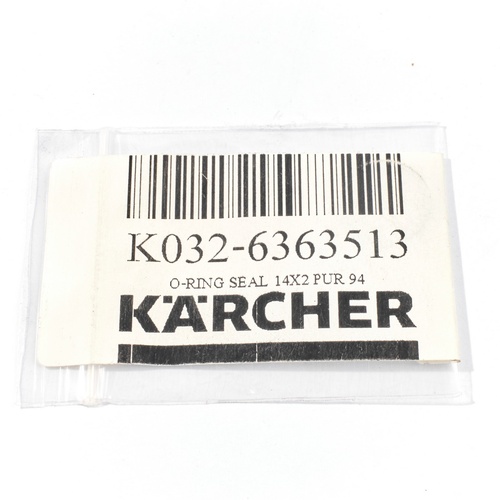 K032-6363513
O-RING SEAL 14X2 PUR 94
KÄRCHER